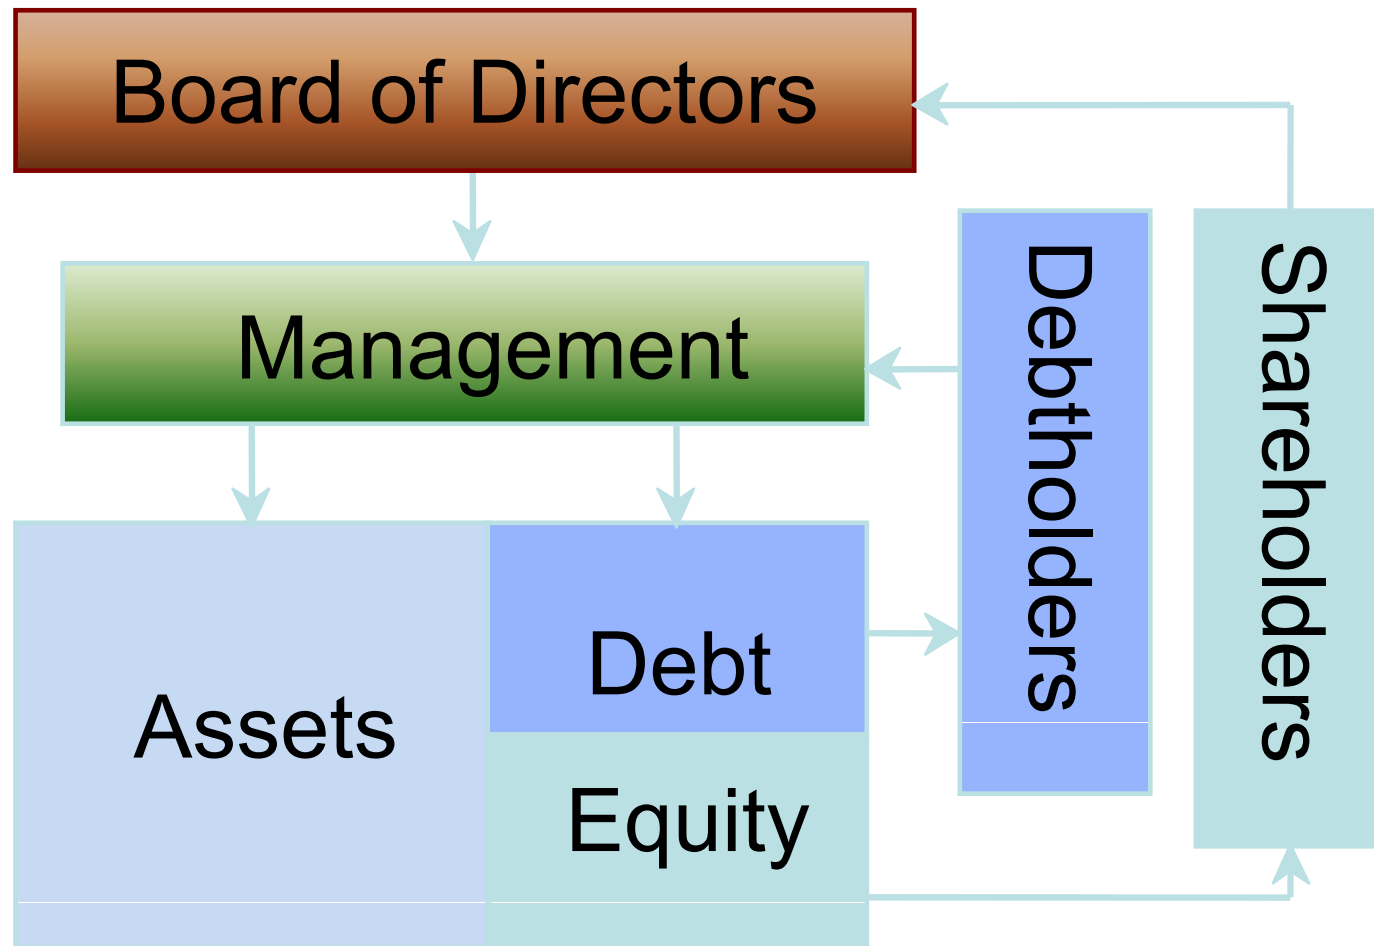 Board of Directors
Management
Debtholders
Shareholders
Assets
Debt
Equity